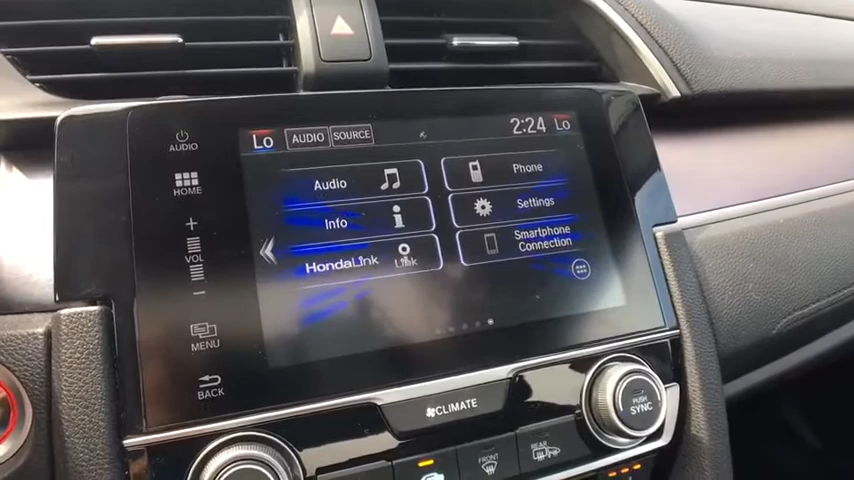 AUDIO
HOME
VOL
MENU
BACK
Lo AUDIO SOURCE 2:24 Lo
Audio Phone
Info Settings
HondaLink Link Smartphone
Connection
CLIMATE
PUSH
SYNC
FRONT
REAR